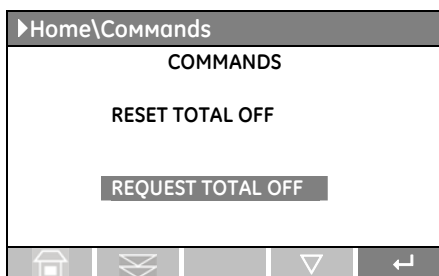 Home\Commands
COMMANDS
RESET TOTAL OFF
REQUEST TOTAL OFF